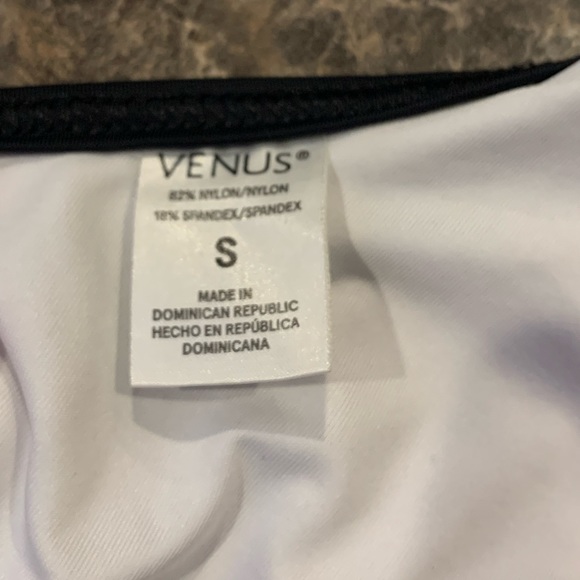 VENUS®
82% NYLON/NYLON
18% SPANDEX/SPANDEX
S
MADE IN
DOMINICAN REPUBLIC
HECHO EN REPÚBLICA
DOMINICANA